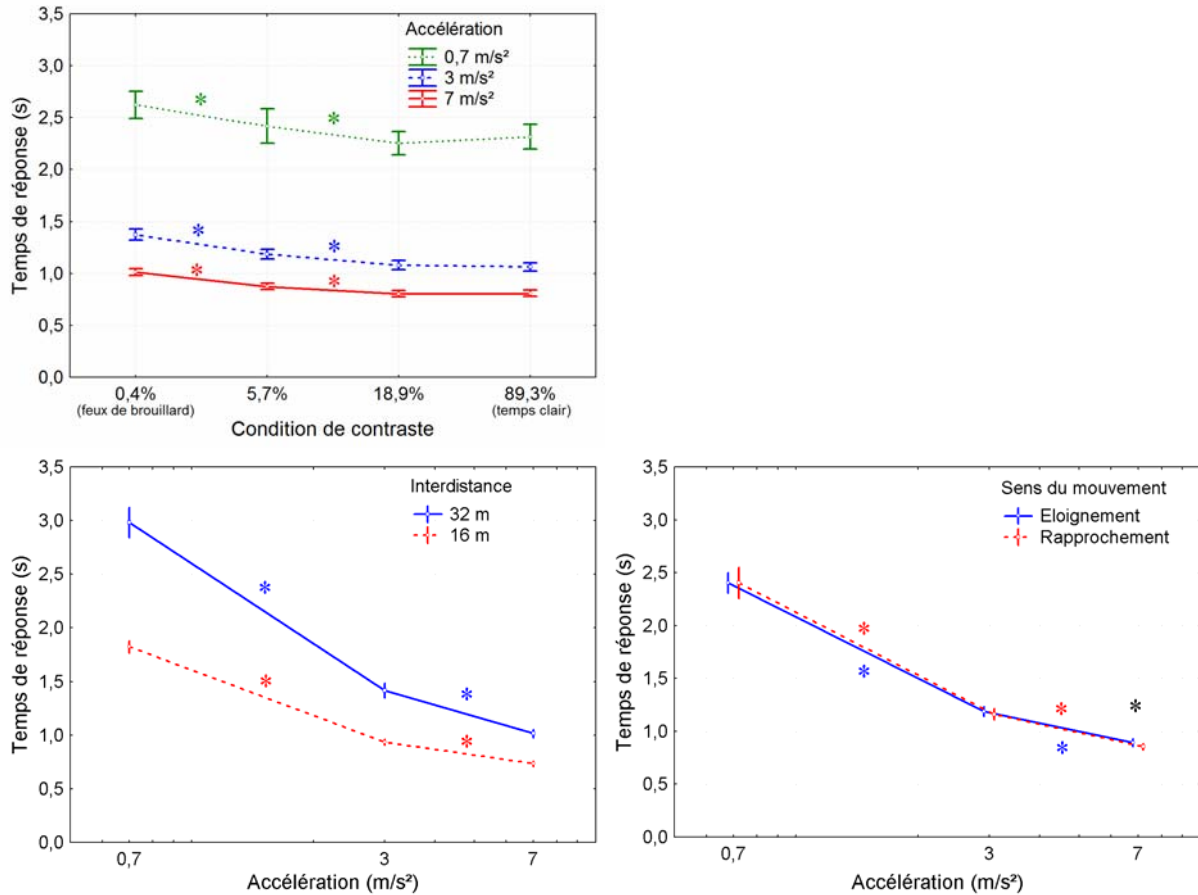 3,5
3,0
2,5
2,0
1,5
1,0
0,5
0,0
Temps de réponse (s)
Accélération
0,7 m/s²
3 m/s²
7 m/s²
*
*
*
*
*
*
0,4% 5,7% 18,9% 89,3%
(feux de brouillard) (temps clair)
Condition de contraste
3,5
3,0
2,5
2,0
1,5
1,0
0,5
0,0
Temps de réponse (s)
Interdistance
32 m
16 m
*
*
*
*
0,7 3 7
Accélération (m/s²)
3,5
3,0
2,5
2,0
1,5
1,0
0,5
0,0
Temps de réponse (s)
Sens du mouvement
Eloignement
Rapprochement
*
*
*
*
*
0,7 3 7
Accélération (m/s²)